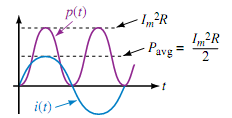 p(t)
Iₘ²R
Pavg = Iₘ²R / 2
i(t)
t